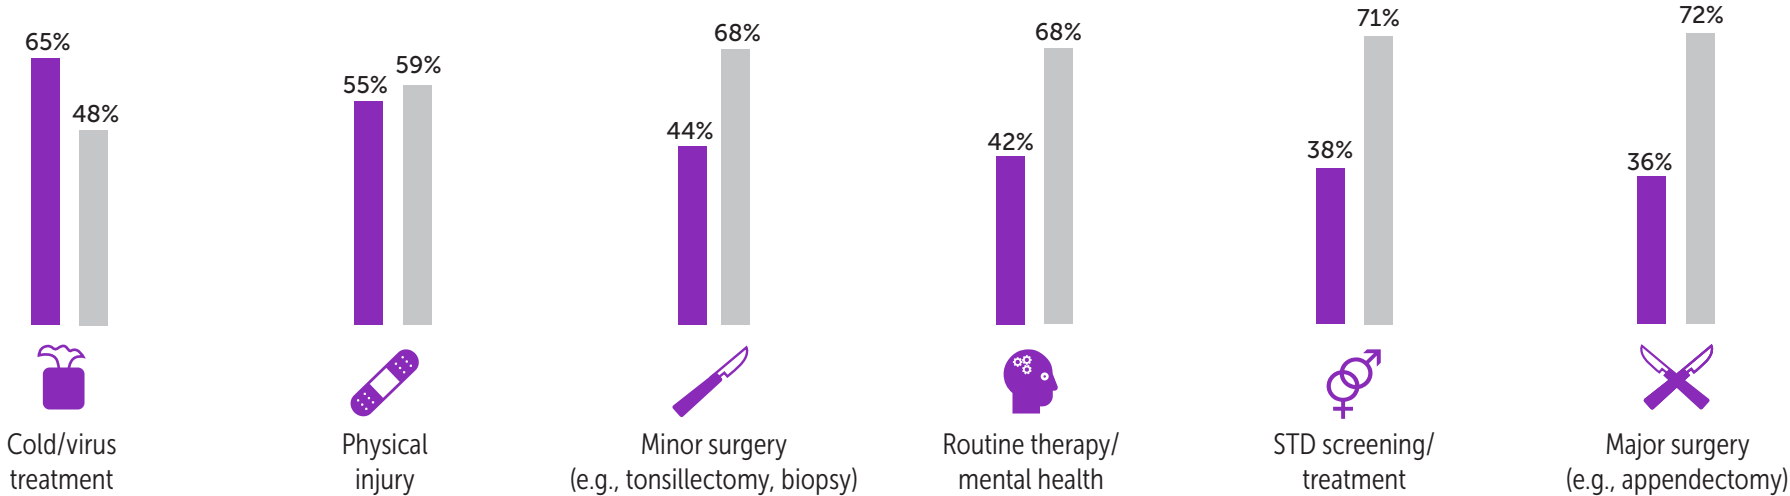 65%
48%
Cold/virus
treatment
55%
59%
Physical
injury
44%
68%
Minor surgery
(e.g., tonsillectomy, biopsy)
42%
68%
Routine therapy/
mental health
38%
71%
STD screening/
treatment
36%
72%
Major surgery
(e.g., appendectomy)